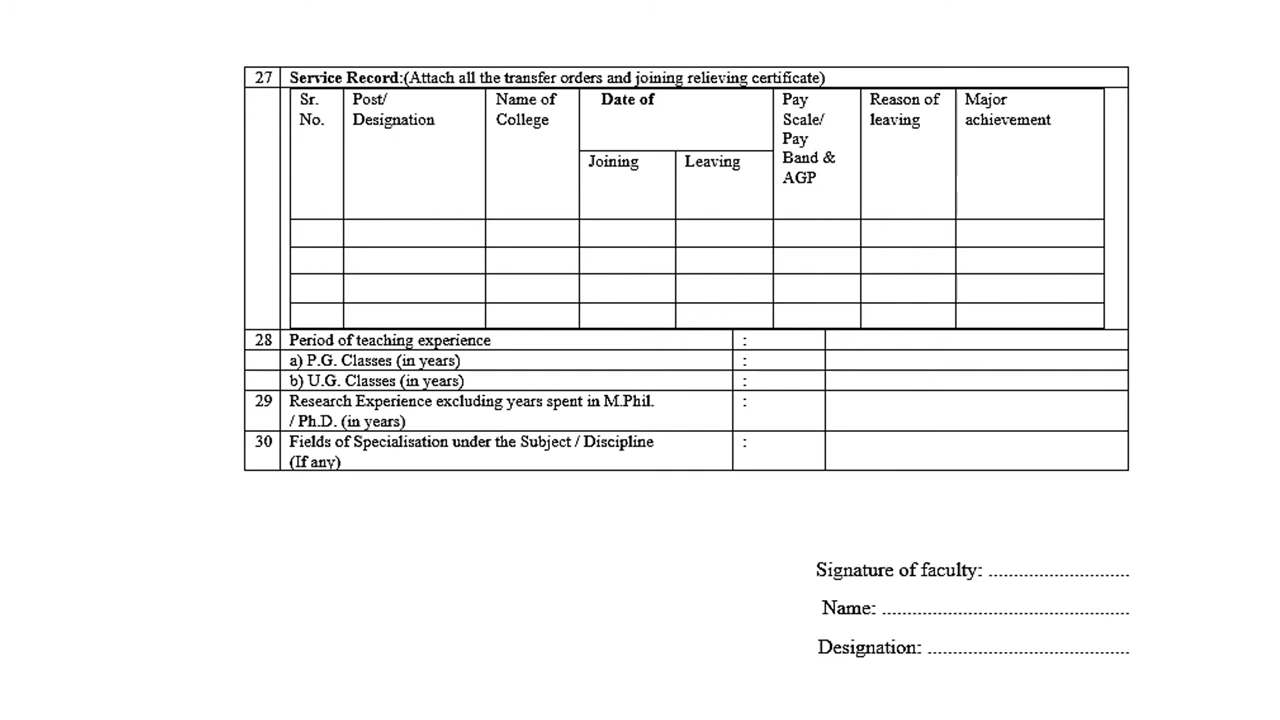 27 Service Record:(Attach all the transfer orders and joining relieving certificate)
Sr. No. Post/ Designation Name of College Date of Pay Scale/ Pay Band & AGP Reason of leaving Major achievement
Joining Leaving
28 Period of teaching experience :
a) P.G. Classes (in years) :
b) U.G. Classes (in years) :
29 Research Experience excluding years spent in M.Phil. :
/ Ph.D. (in years)
30 Fields of Specialisation under the Subject / Discipline :
(If any)
Signature of faculty: ............................
Name: .................................................
Designation: ........................................